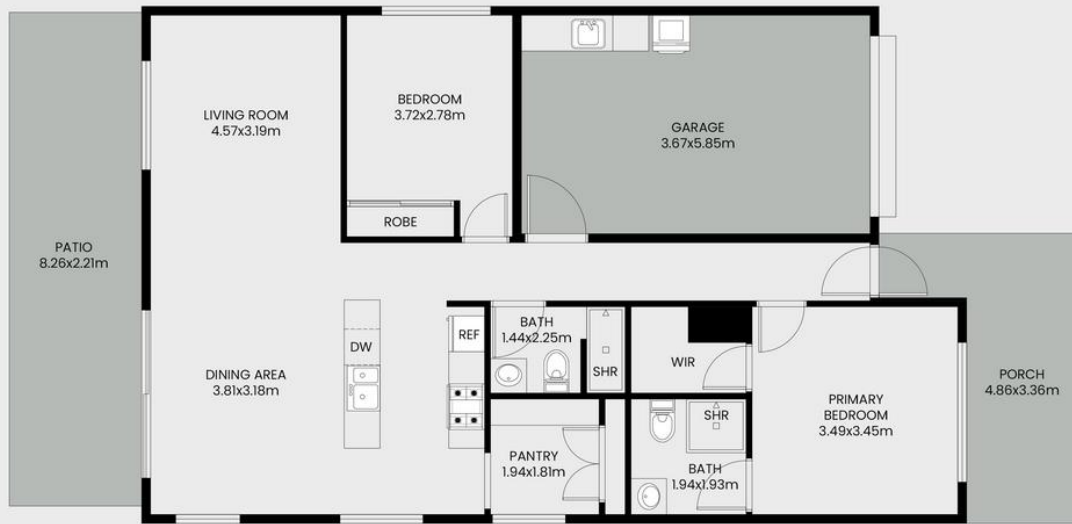 LIVING ROOM
4.57x3.19m
BEDROOM
3.72x2.78m
GARAGE
3.67x5.85m
ROBE
PATIO
8.26x2.21m
BATH
1.44x2.25m
REF
DW
SHR
WIR
DINING AREA
3.81x3.18m
PORCH
4.86x3.36m
PRIMARY
BEDROOM
3.49x3.45m
SHR
PANTRY
1.94x1.81m
BATH
1.94x1.93m